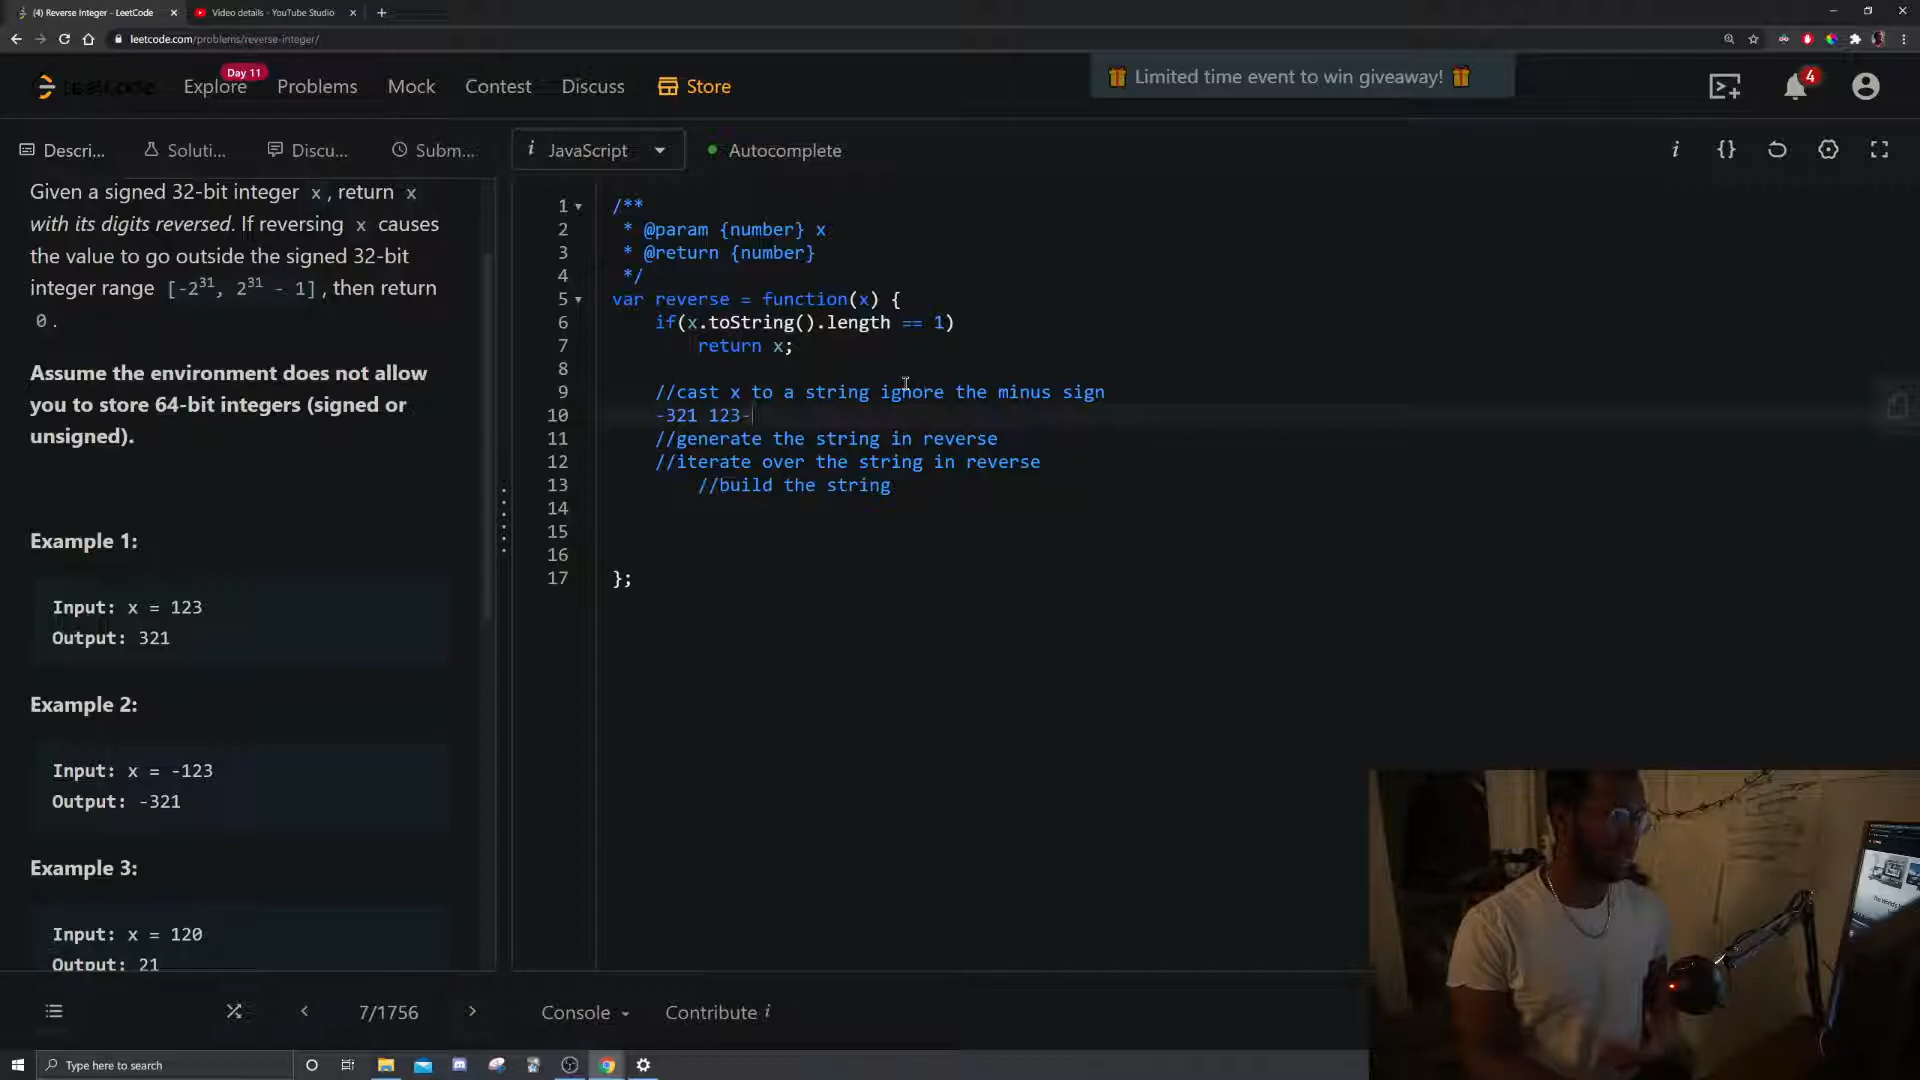 (4) Reverse Integer - LeetCode
Video details - YouTube Studio
leetcode.com/problems/reverse-integer/
LeetCode
Explore
Day 11
Problems
Mock
Contest
Discuss
Store
🎁 Limited time event to win giveaway! 🎁
4
Descri...
Soluti...
Discu...
Subm...
i JavaScript
Autocomplete
i {}
Given a signed 32-bit integer x, return x
with its digits reversed. If reversing x causes
the value to go outside the signed 32-bit
integer range [-2³¹, 2³¹ - 1], then return
0.
Assume the environment does not allow
you to store 64-bit integers (signed or
unsigned).
Example 1:
Input: x = 123
Output: 321
Example 2:
Input: x = -123
Output: -321
Example 3:
Input: x = 120
Output: 21
1 /**
2 * @param {number} x
3 * @return {number}
4 */
5 var reverse = function(x) {
6 if(x.toString().length == 1)
7 return x;
8
9 //cast x to a string ignore the minus sign
10 -321 123-
11 //generate the string in reverse
12 //iterate over the string in reverse
13 //build the string
14
15
16
17 };
7/1756
Console
Contribute i
Type here to search